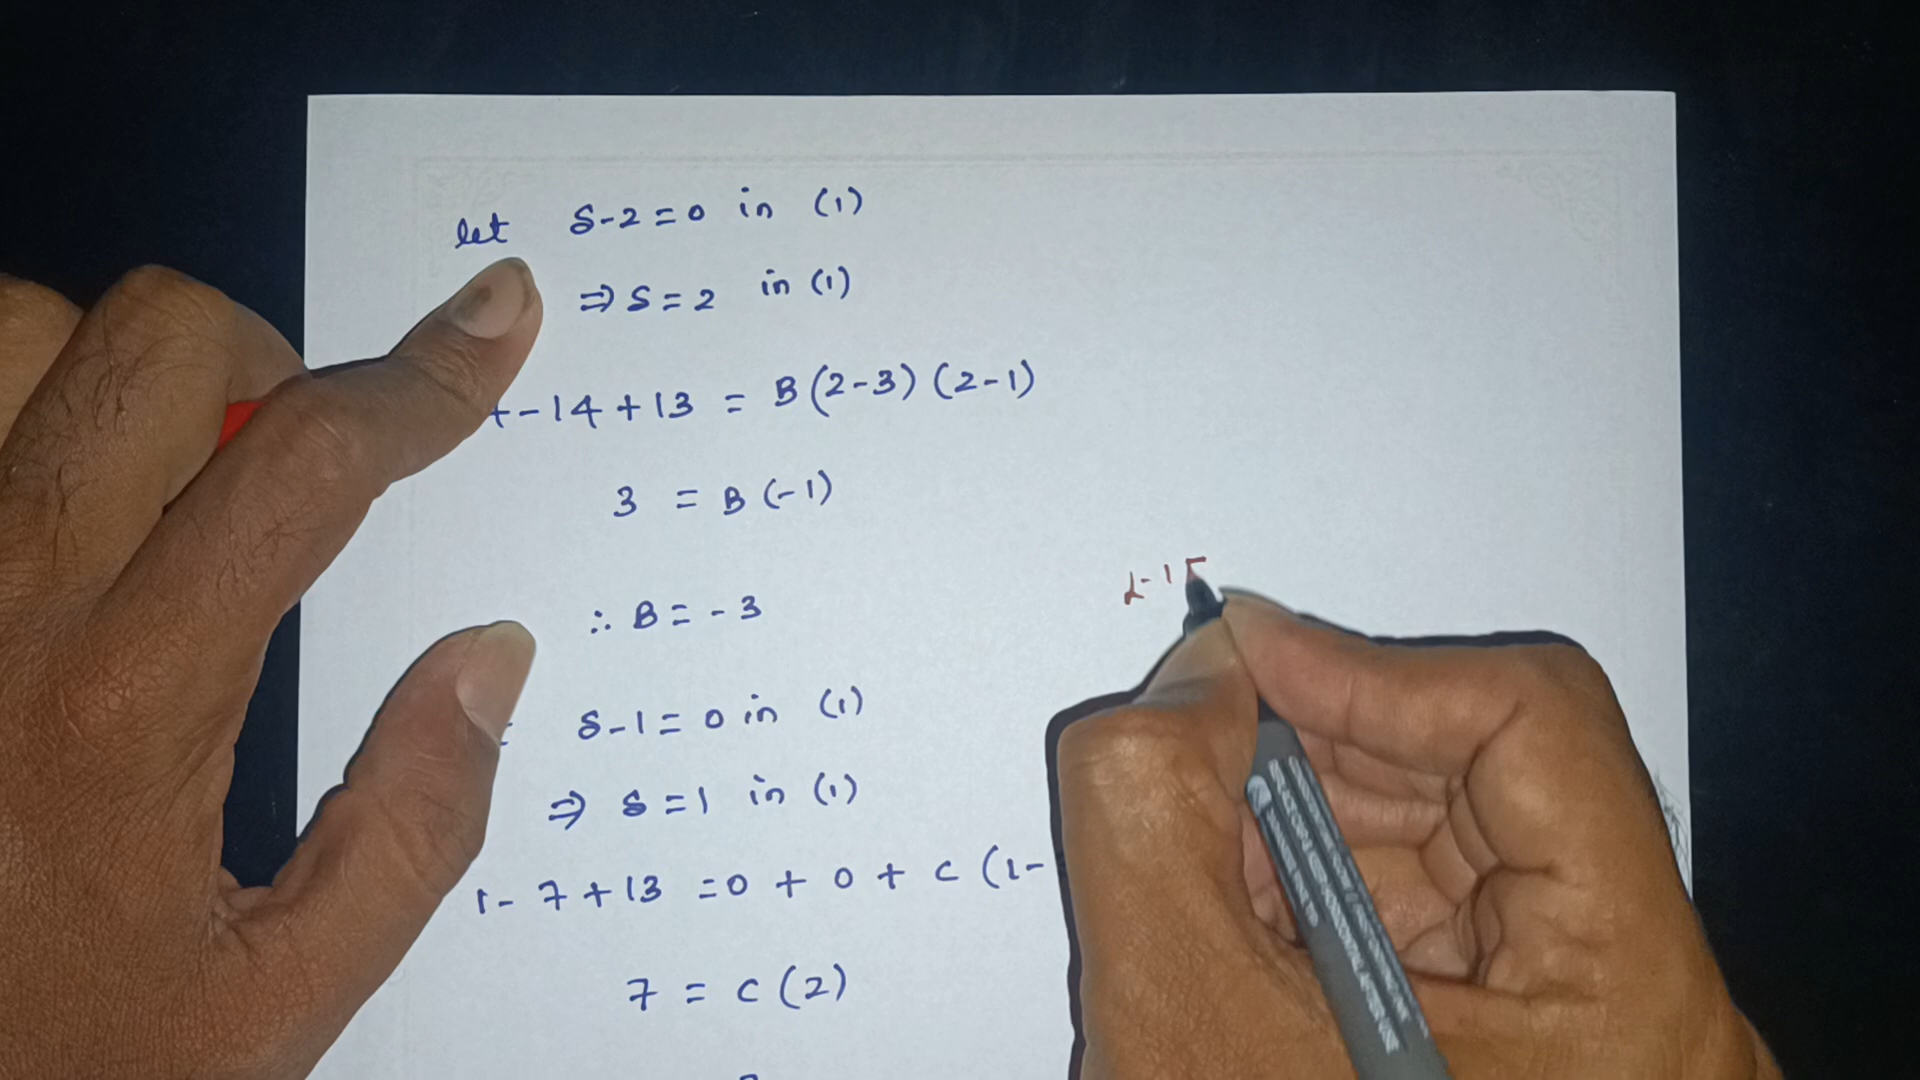 let s-2=0 in (1)
⇒ s=2 in (1)
-14+13 = B(2-3)(2-1)
3 = B(-1)
∴ B = -3
s-1=0 in (1)
⇒ s=1 in (1)
1-7+13 =0+0+c(1-
7 = c(2)